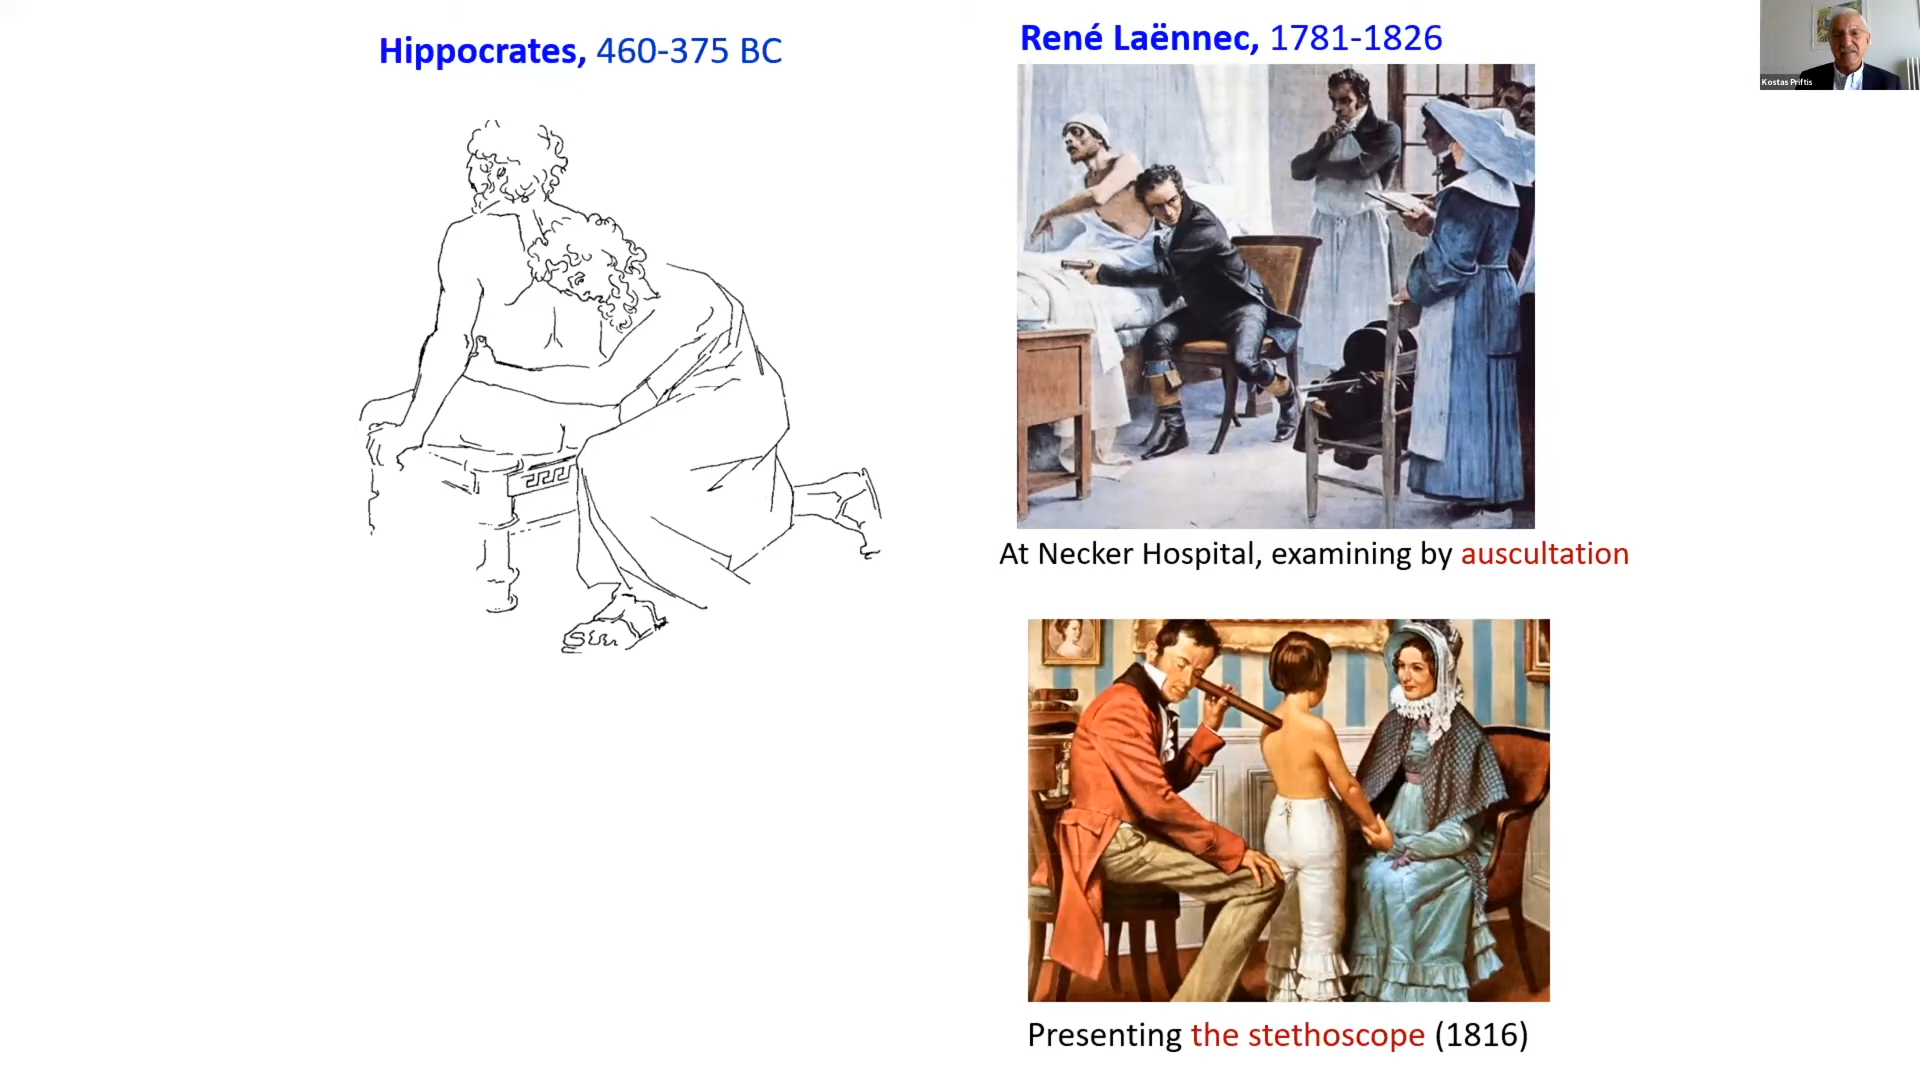 Hippocrates, 460-375 BC
René Laënnec, 1781-1826
Kostas Priftis
At Necker Hospital, examining by auscultation
Presenting the stethoscope (1816)